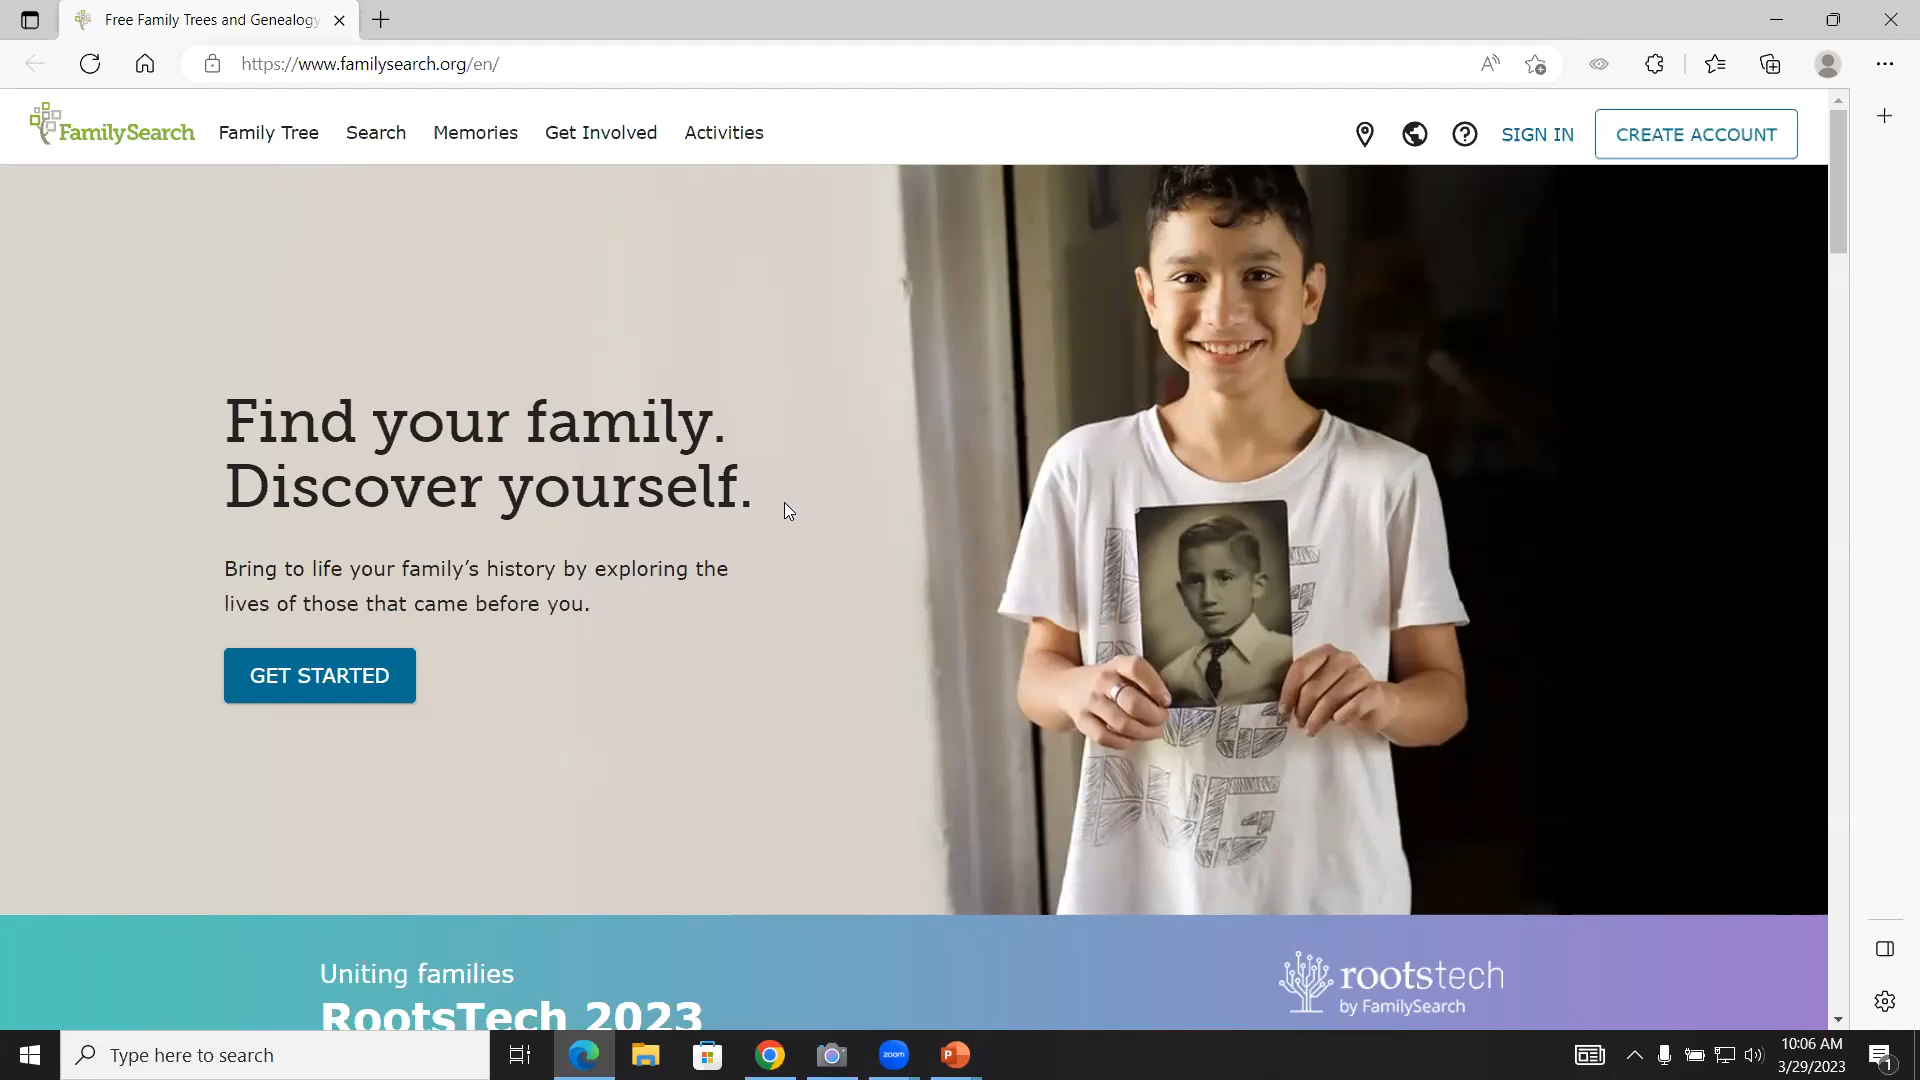 Free Family Trees and Genealogy
https://www.familysearch.org/en/
FamilySearch
Family Tree
Search
Memories
Get Involved
Activities
SIGN IN
CREATE ACCOUNT
Find your family.
Discover yourself.
Bring to life your family’s history by exploring the
lives of those that came before you.
GET STARTED
Uniting families
RootsTech 2023
rootstech
by FamilySearch
Type here to search
zoom
10:06 AM
3/29/2023
1